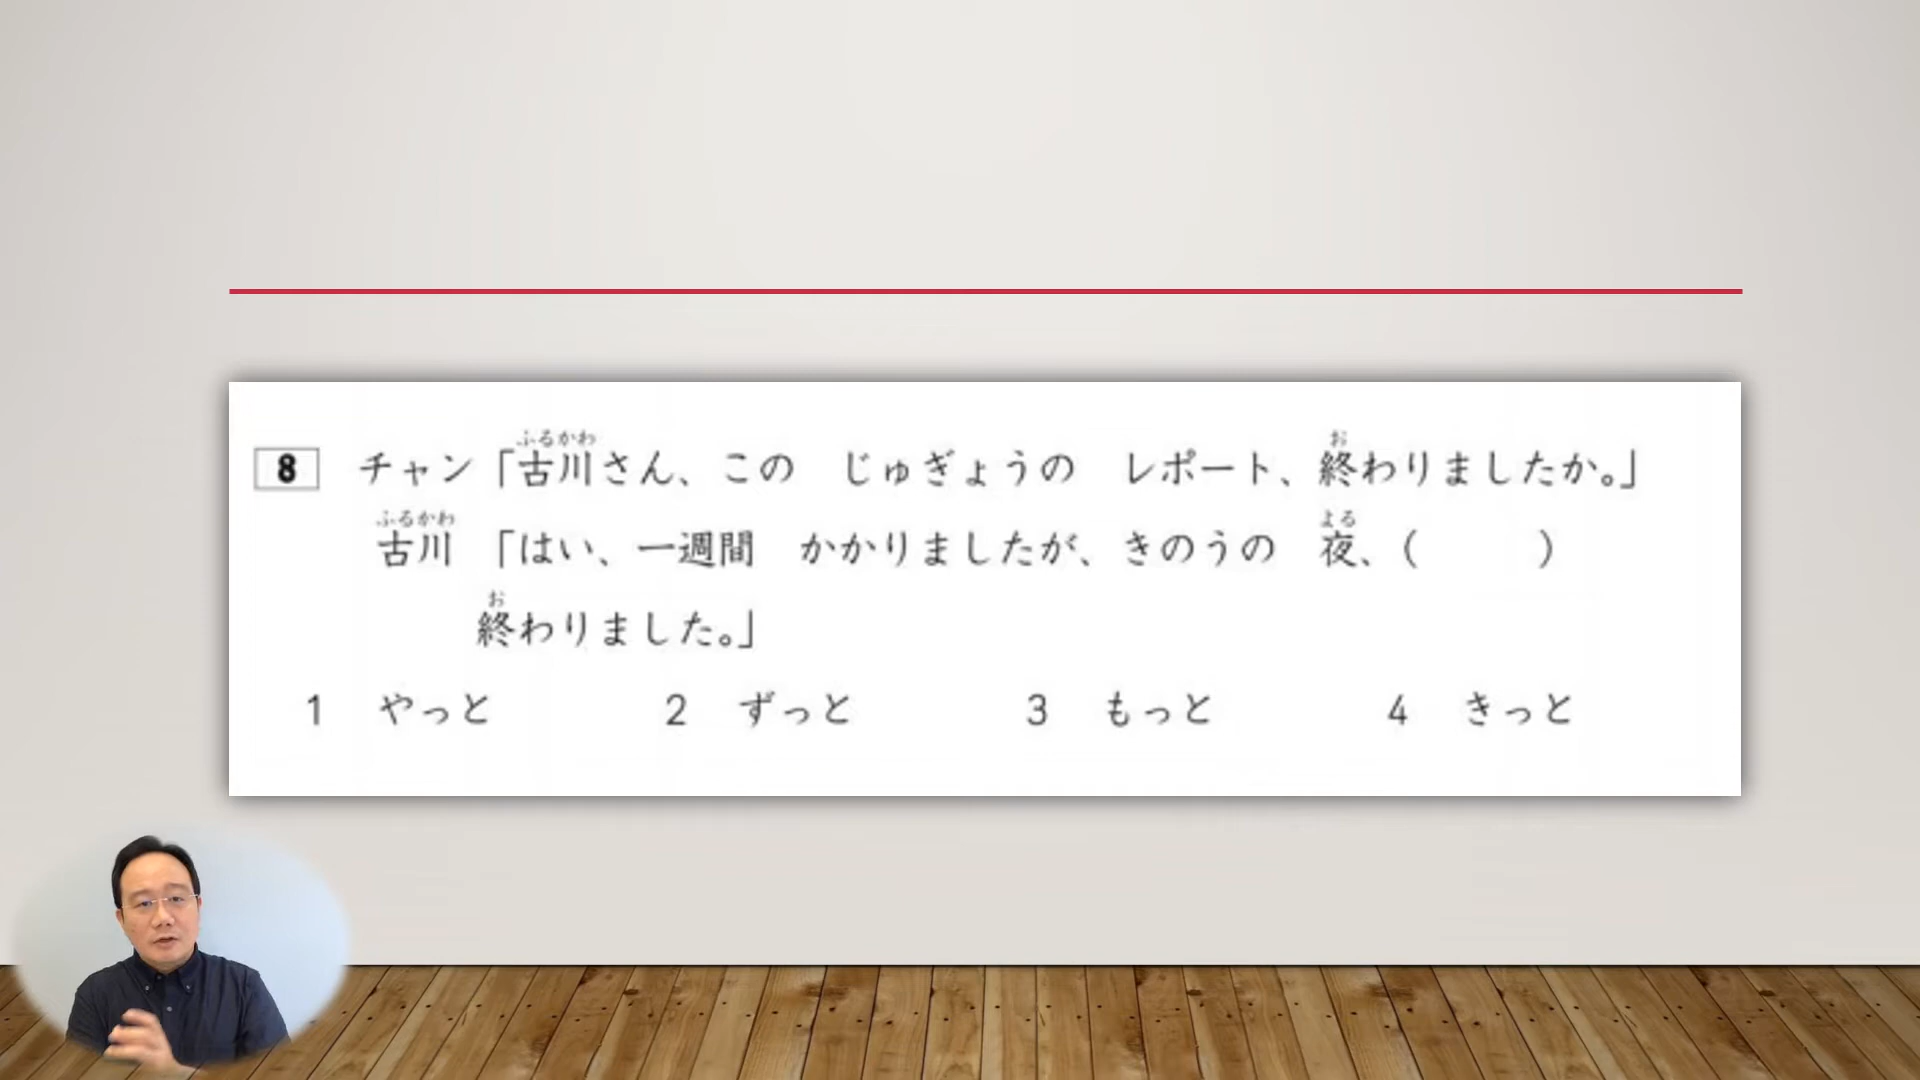 8 チャン「古川さん、この じゅぎょうの レポート、終わりましたか。」
古川 「はい、一週間 かかりましたが、きのうの 夜、(　　　)
終わりました。」
1 やっと 2 ずっと 3 もっと 4 きっと